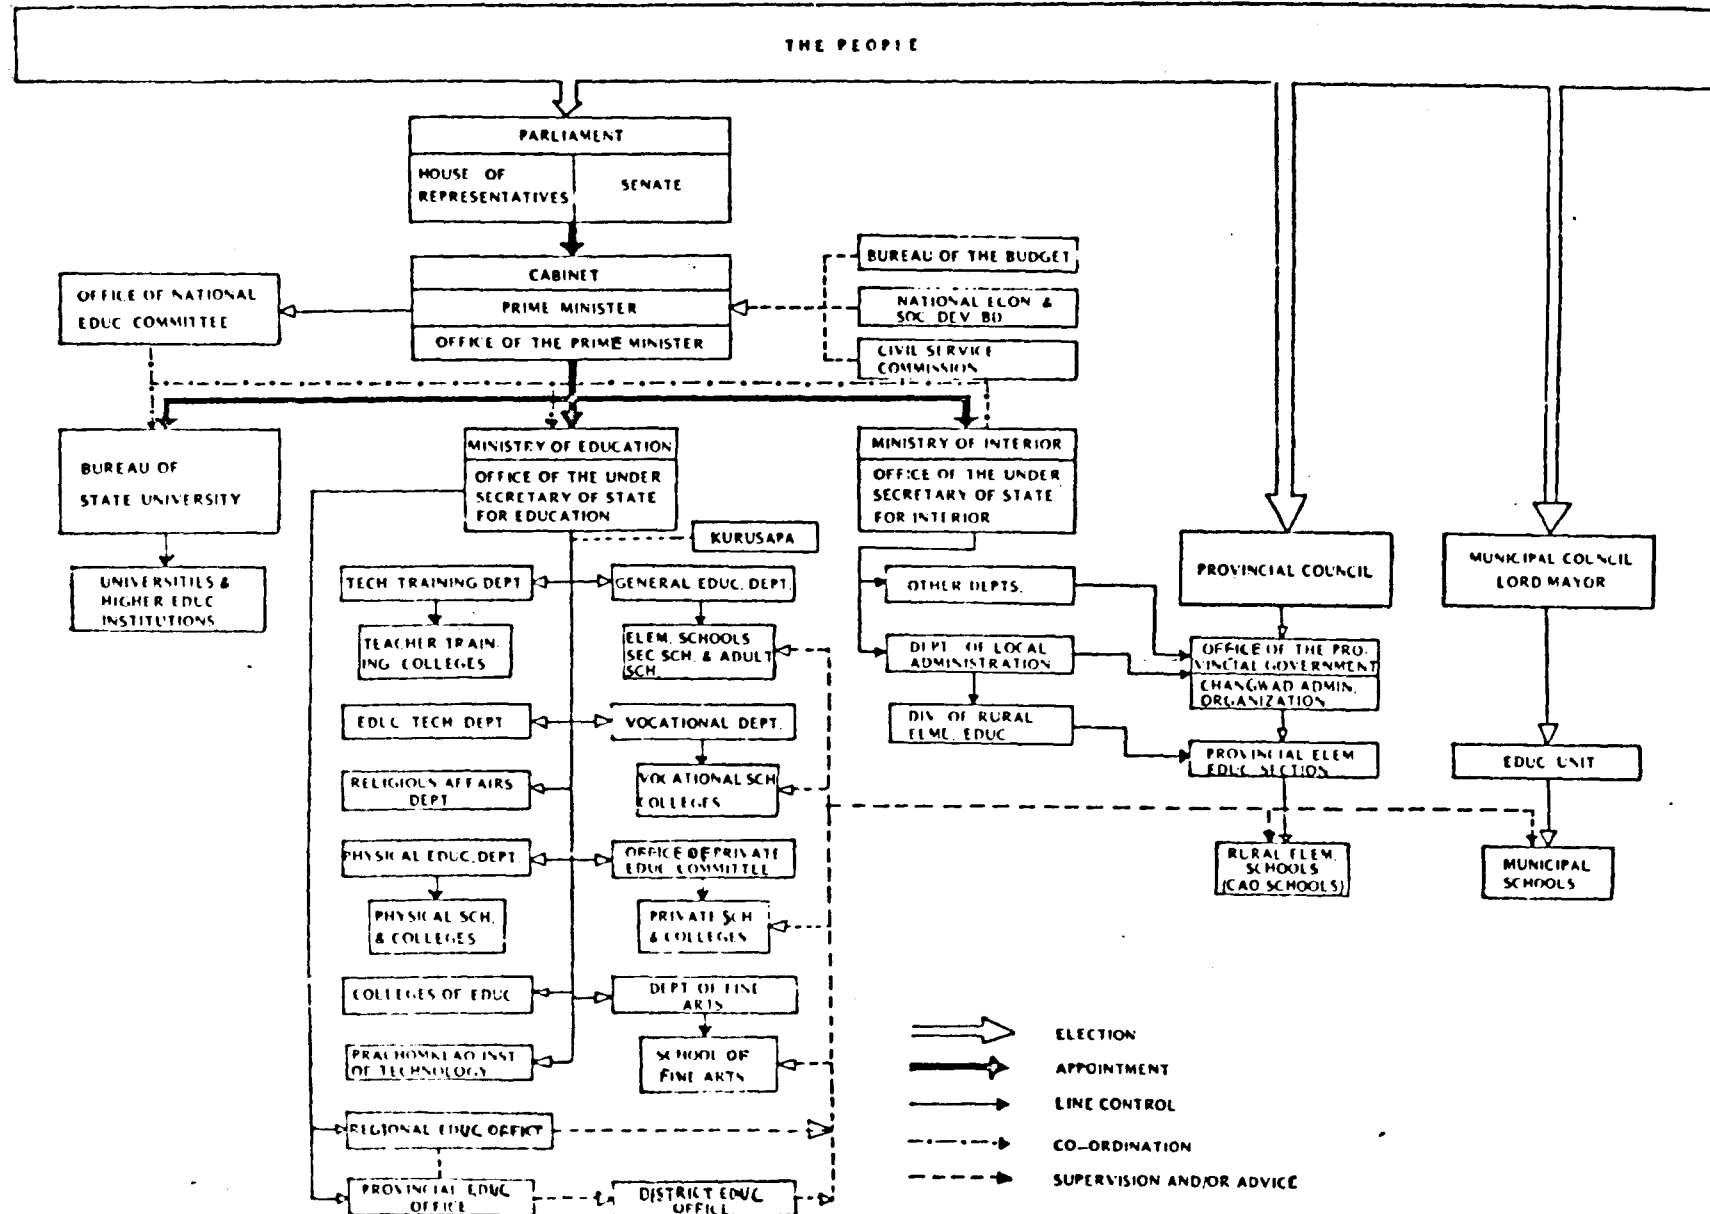 THE PEOPLE
PARLIAMENT
HOUSE OF
REPRESENTATIVES
SENATE
CABINET
PRIME MINISTER
OFFICE OF THE PRIME MINISTER
OFFICE OF NATIONAL
EDUC COMMITTEE
BUREAU OF THE BUDGET
NATIONAL ECON &
SOC DEV BD
CIVIL SERVICE
COMMISSION
BUREAU OF
STATE UNIVERSITY
MINISTRY OF EDUCATION
OFFICE OF THE UNDER
SECRETARY OF STATE
FOR EDUCATION
MINISTRY OF INTERIOR
OFFICE OF THE UNDER
SECRETARY OF STATE
FOR INTERIOR
KURUSAPA
PROVINCIAL COUNCIL
MUNICIPAL COUNCIL
LORD MAYOR
UNIVERSITIES &
HIGHER EDUC
INSTITUTIONS
TECH TRAINING DEPT
GENERAL EDUC. DEPT.
OTHER DEPTS.
TEACHER TRAIN-
ING COLLEGES
ELEM. SCHOOLS
SEC SCH. & ADULT
SCH.
DEPT OF LOCAL
ADMINISTRATION
OFFICE OF THE PRO-
VINCIAL GOVERNMENT
CHANGWAD ADMIN.
ORGANIZATION
EDUC TECH DEPT
VOCATIONAL DEPT.
DIV. OF RURAL
ELME. EDUC
PROVINCIAL ELEM
EDUC SECTION
EDUC UNIT
RELIGIOUS AFFAIRS
DEPT
VOCATIONAL SCH
COLLEGES
PHYSICAL EDUC. DEPT.
OFFICE OF PRIVATE
EDUC COMMITTEE
RURAL ELEM.
SCHOOLS
(CAO SCHOOLS)
MUNICIPAL
SCHOOLS
PHYSICAL SCH.
& COLLEGES
PRIVATE SCH
& COLLEGES
COLLEGES OF EDUC
DEPT OF FINE
ARTS
PRACHOMKLAO INST
OF TECHNOLOGY
SCHOOL OF
FINE ARTS
REGIONAL EDUC OFFICE
PROVINCIAL EDUC
OFFICE
DISTRICT EDUC
OFFICE
ELECTION
APPOINTMENT
LINE CONTROL
CO-ORDINATION
SUPERVISION AND/OR ADVICE